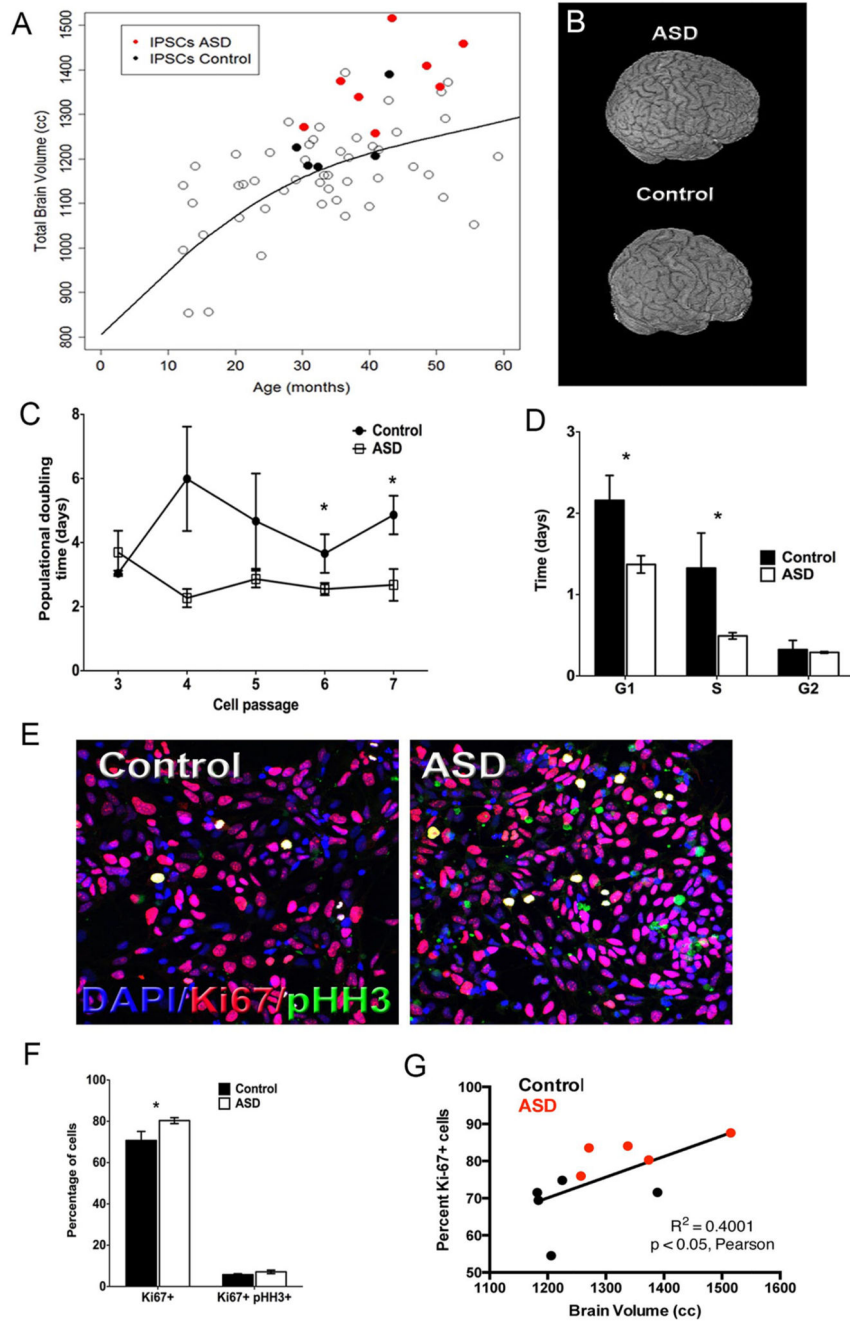 A
IPSCs ASD
IPSCs Control
Total Brain Volume (cc)
1500
1400
1300
1200
1100
1000
900
800
0 10 20 30 40 50 60
Age (months)
B
ASD
Control
C
Populational doubling
time (days)
8
6
4
2
0
Control
ASD
*
*
3 4 5 6 7
Cell passage
D
Time (days)
3
2
1
0
*
*
Control
ASD
G1 S G2
E
Control
ASD
DAPI/Ki67/pHH3
F
Percentage of cells
100
80
60
40
20
0
*
Control
ASD
Ki67+ Ki67+ pHH3+
G
Control
ASD
Percent Ki-67+ cells
100
90
80
70
60
50
R² = 0.4001
p < 0.05, Pearson
1100 1200 1300 1400 1500 1600
Brain Volume (cc)